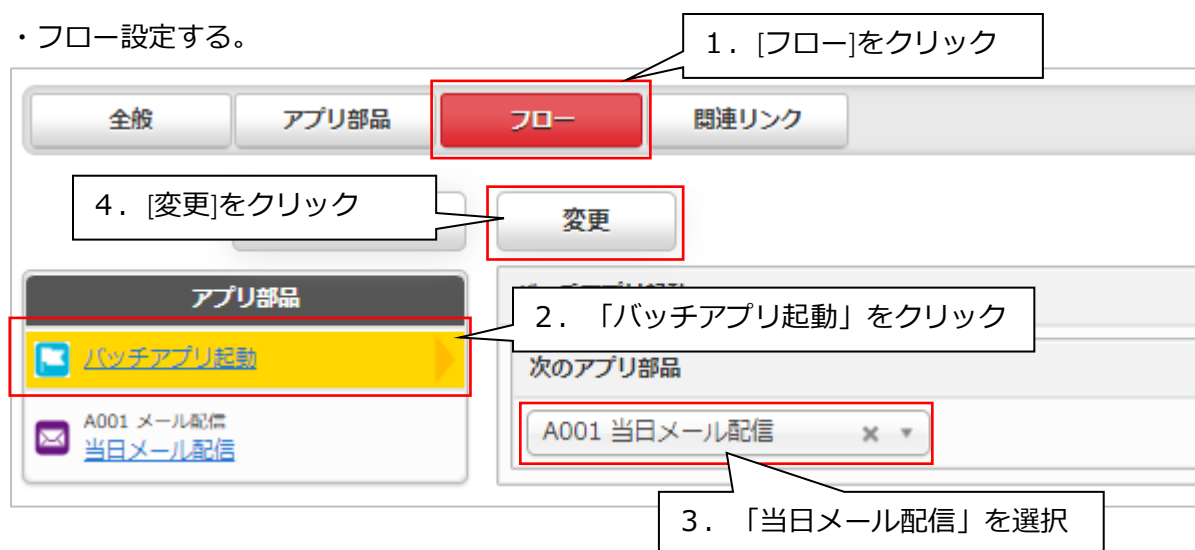 ・フロー設定する。
1．[フロー]をクリック
全般 アプリ部品 フロー 関連リンク
4．[変更]をクリック
変更
アプリ部品
2．「バッチアプリ起動」をクリック
バッチアプリ起動
次のアプリ部品
A001 メール配信
当日メール配信
A001 当日メール配信
3．「当日メール配信」を選択